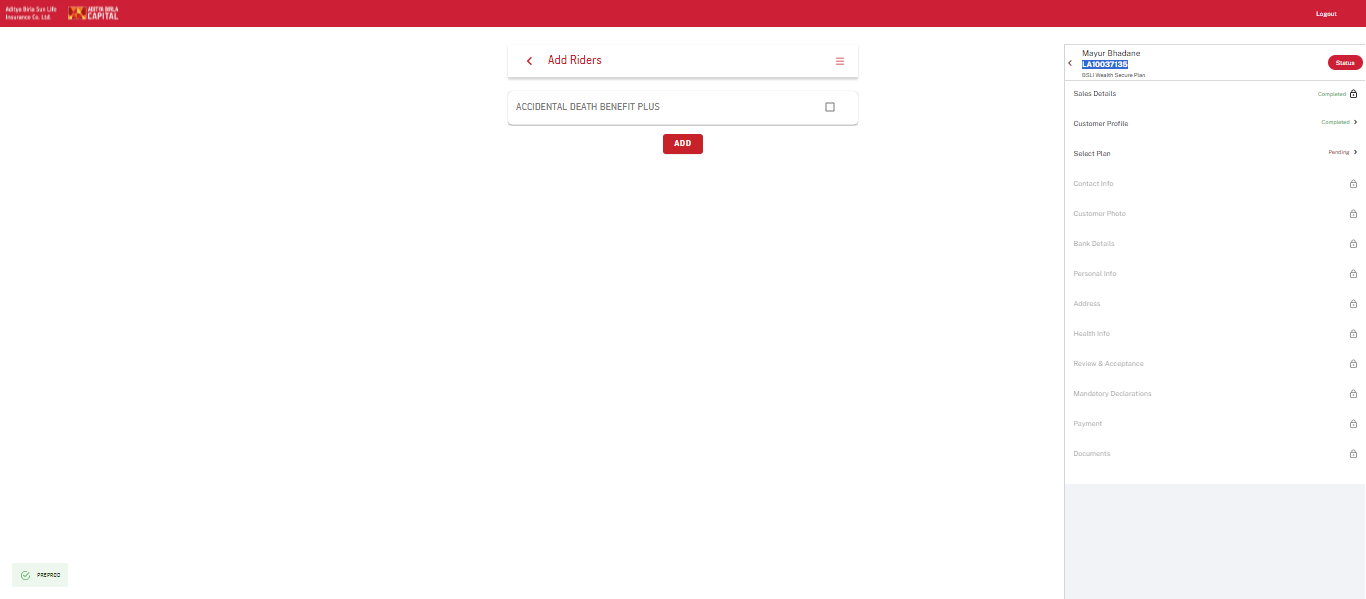 Aditya Birla Sun Life
Insurance Co. Ltd.
ADITYA BIRLA
CAPITAL
Logout
Add Riders
ACCIDENTAL DEATH BENEFIT PLUS
ADD
Mayur Bhadane
LA10037135
BSLI Wealth Secure Plan
Status
Sales Details Completed
Customer Profile Completed
Select Plan Pending
Contact Info
Customer Photo
Bank Details
Personal Info
Address
Health Info
Review & Acceptance
Mandatory Declarations
Payment
Documents
PREPROD